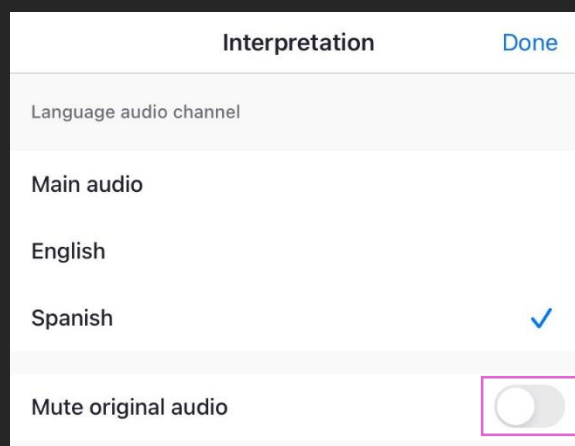 Interpretation Done
Language audio channel
Main audio
English
Spanish
Mute original audio